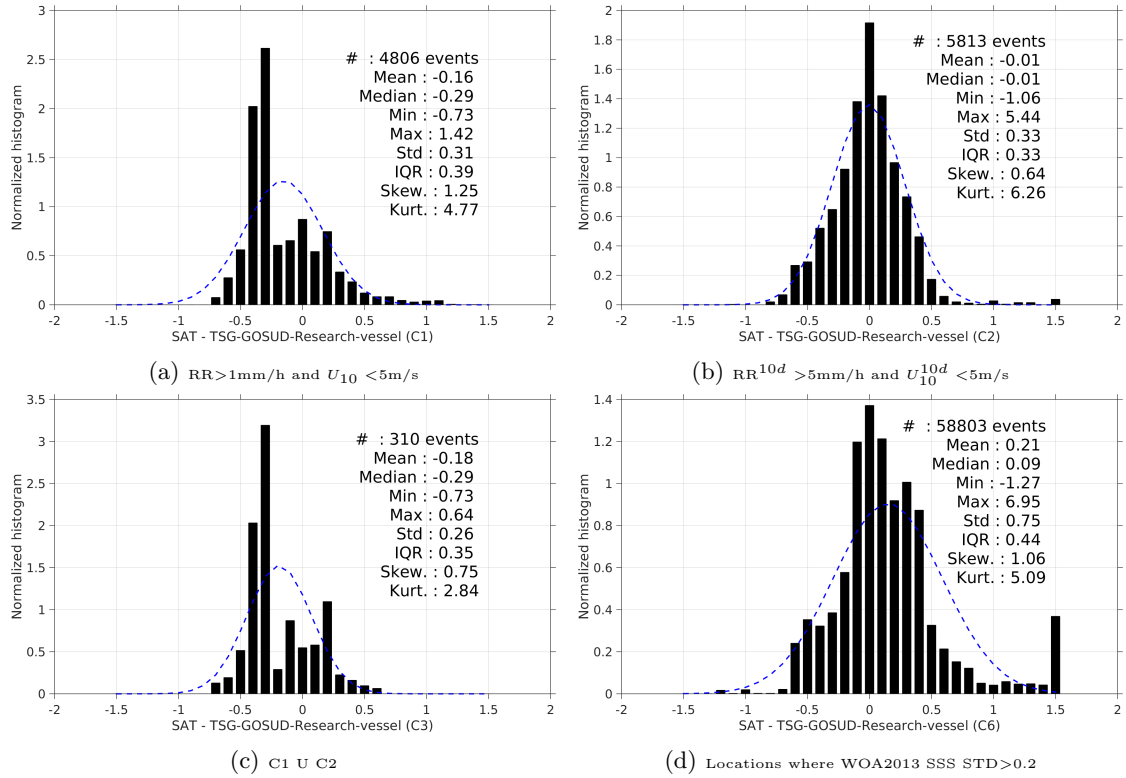 3
2.5
2
1.5
1
0.5
0
Normalized histogram
-2
-1.5
-1
-0.5
0
0.5
1
1.5
2
SAT - TSG-GOSUD-Research-vessel (C1)
# : 4806 events
Mean : -0.16
Median : -0.29
Min : -0.73
Max : 1.42
Std : 0.31
IQR : 0.39
Skew. : 1.25
Kurt. : 4.77
(a) RR>1mm/h and U10 <5m/s
2
1.8
1.6
1.4
1.2
1
0.8
0.6
0.4
0.2
0
Normalized histogram
-2
-1.5
-1
-0.5
0
0.5
1
1.5
2
SAT - TSG-GOSUD-Research-vessel (C2)
# : 5813 events
Mean : -0.01
Median : -0.01
Min : -1.06
Max : 5.44
Std : 0.33
IQR : 0.33
Skew. : 0.64
Kurt. : 6.26
(b) RR^10d >5mm/h and U10^10d <5m/s
3.5
3
2.5
2
1.5
1
0.5
0
Normalized histogram
-2
-1.5
-1
-0.5
0
0.5
1
1.5
2
SAT - TSG-GOSUD-Research-vessel (C3)
# : 310 events
Mean : -0.18
Median : -0.29
Min : -0.73
Max : 0.64
Std : 0.26
IQR : 0.35
Skew. : 0.75
Kurt. : 2.84
(c) C1 U C2
1.4
1.2
1
0.8
0.6
0.4
0.2
0
Normalized histogram
-2
-1.5
-1
-0.5
0
0.5
1
1.5
2
SAT - TSG-GOSUD-Research-vessel (C6)
# : 58803 events
Mean : 0.21
Median : 0.09
Min : -1.27
Max : 6.95
Std : 0.75
IQR : 0.44
Skew. : 1.06
Kurt. : 5.09
(d) Locations where WOA2013 SSS STD>0.2